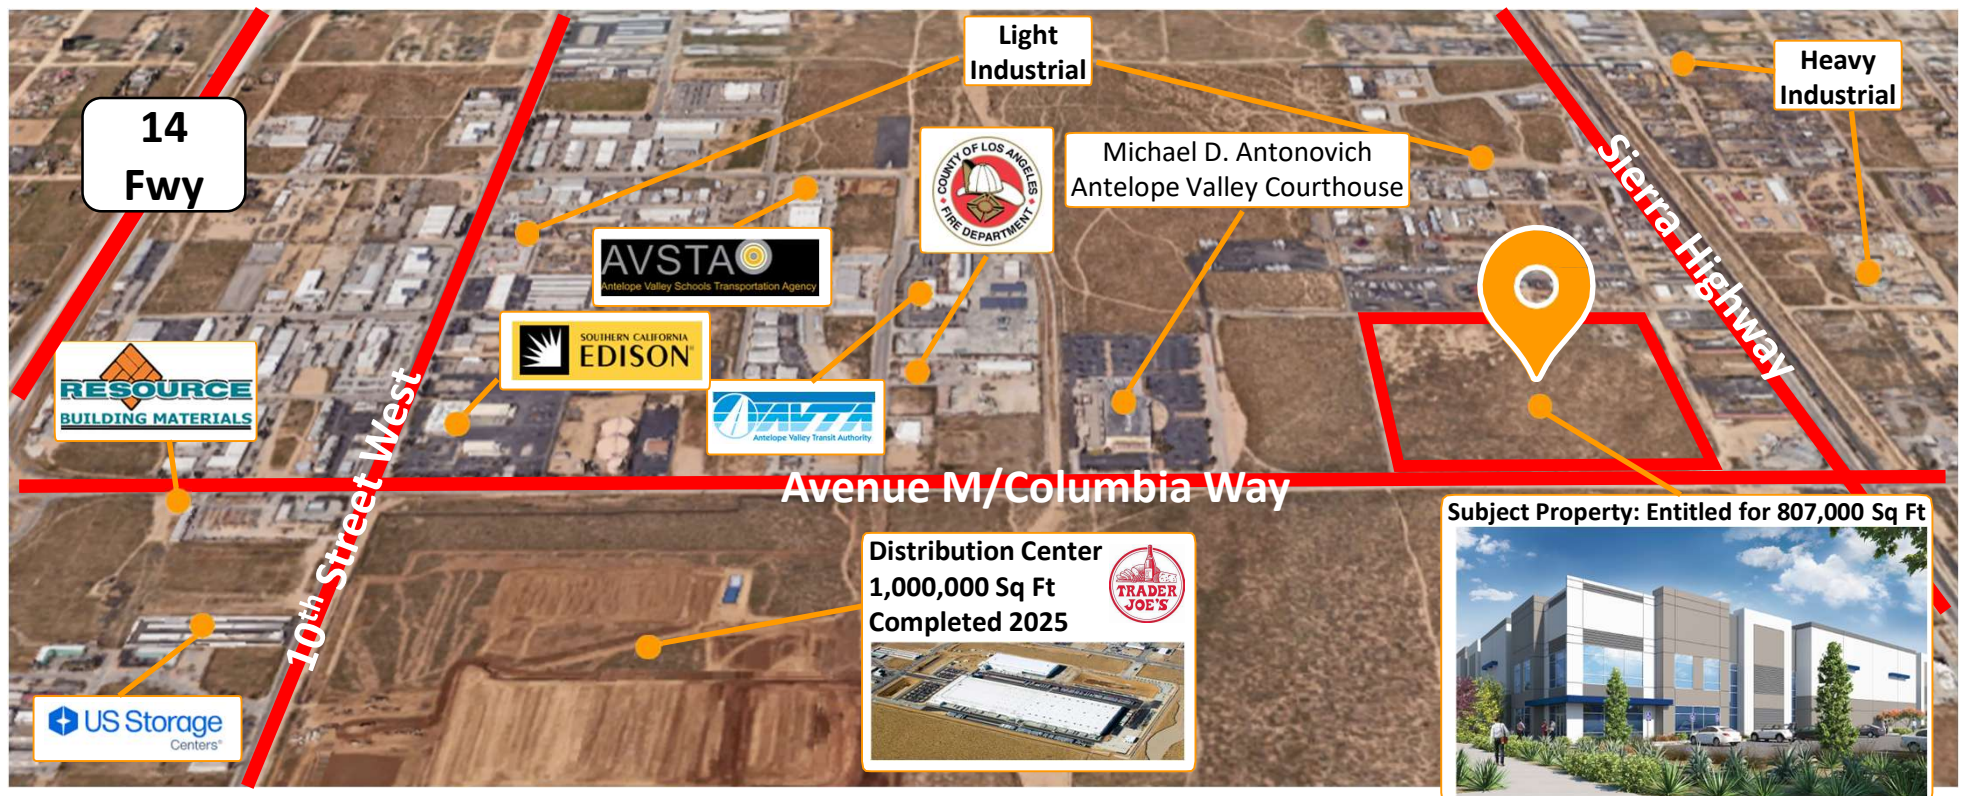 Light
Industrial
Heavy
Industrial
14
Fwy
COUNTY OF LOS ANGELES
FIRE DEPARTMENT
Michael D. Antonovich
Antelope Valley Courthouse
Sierra Highway
AVSTA
Antelope Valley Schools Transportation Agency
SOUTHERN CALIFORNIA
EDISON®
RESOURCE
BUILDING MATERIALS
AVTA
Antelope Valley Transit Authority
10th Street West
Avenue M/Columbia Way
Subject Property: Entitled for 807,000 Sq Ft
Distribution Center
1,000,000 Sq Ft
Completed 2025
TRADER
JOE'S
US Storage
Centers®